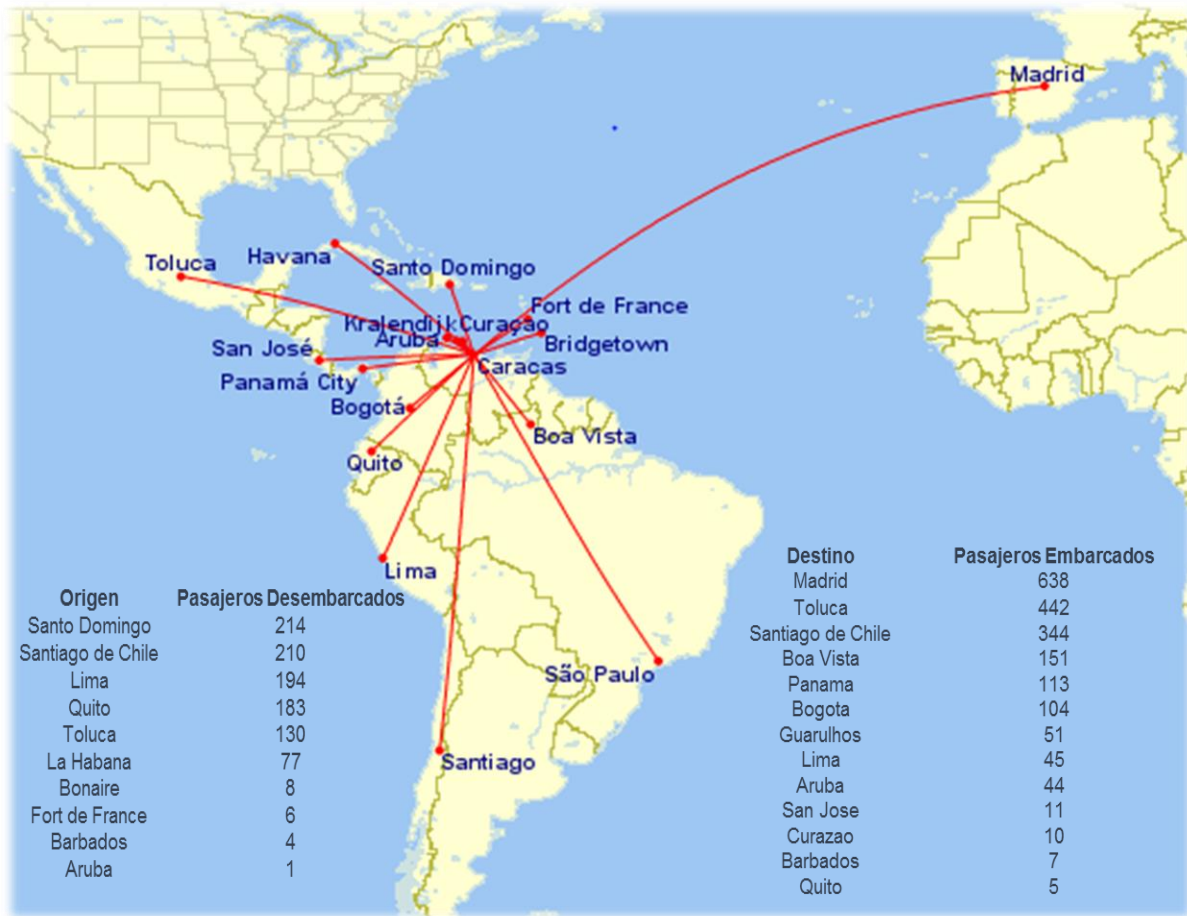 Madrid
Havana
Toluca
Santo Domingo
Fort de France
Kralendijk Curaçao
Aruba
Bridgetown
San José
Caracas
Panamá City
Bogotá
Boa Vista
Quito
Lima
São Paulo
Santiago
Origen Pasajeros Desembarcados
Santo Domingo 214
Santiago de Chile 210
Lima 194
Quito 183
Toluca 130
La Habana 77
Bonaire 8
Fort de France 6
Barbados 4
Aruba 1
Destino Pasajeros Embarcados
Madrid 638
Toluca 442
Santiago de Chile 344
Boa Vista 151
Panama 113
Bogota 104
Guarulhos 51
Lima 45
Aruba 44
San Jose 11
Curazao 10
Barbados 7
Quito 5